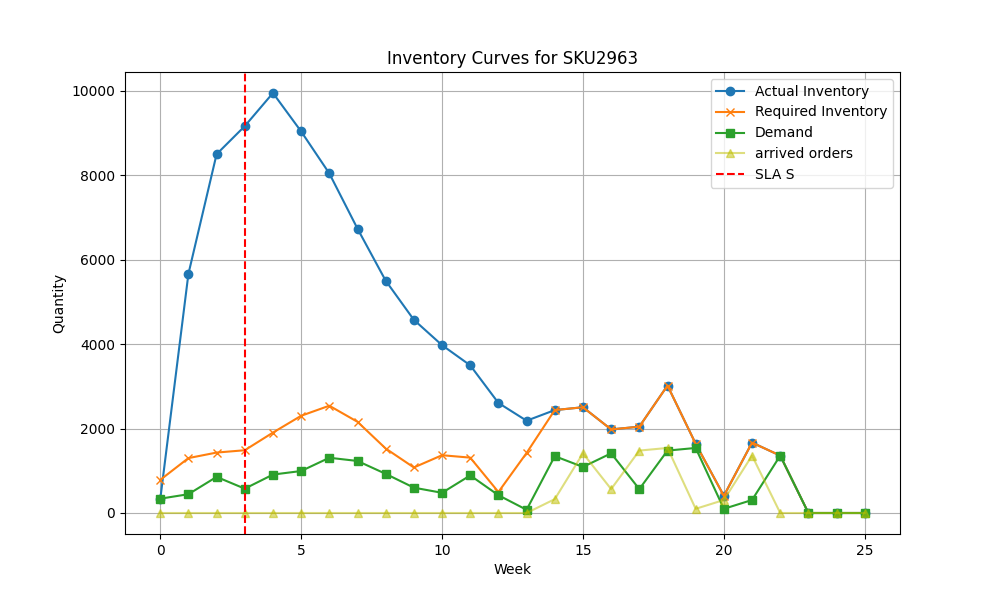 Inventory Curves for SKU2963
Actual Inventory
Required Inventory
Demand
arrived orders
SLA S
10000
8000
6000
4000
2000
0
Quantity
0 5 10 15 20 25
Week